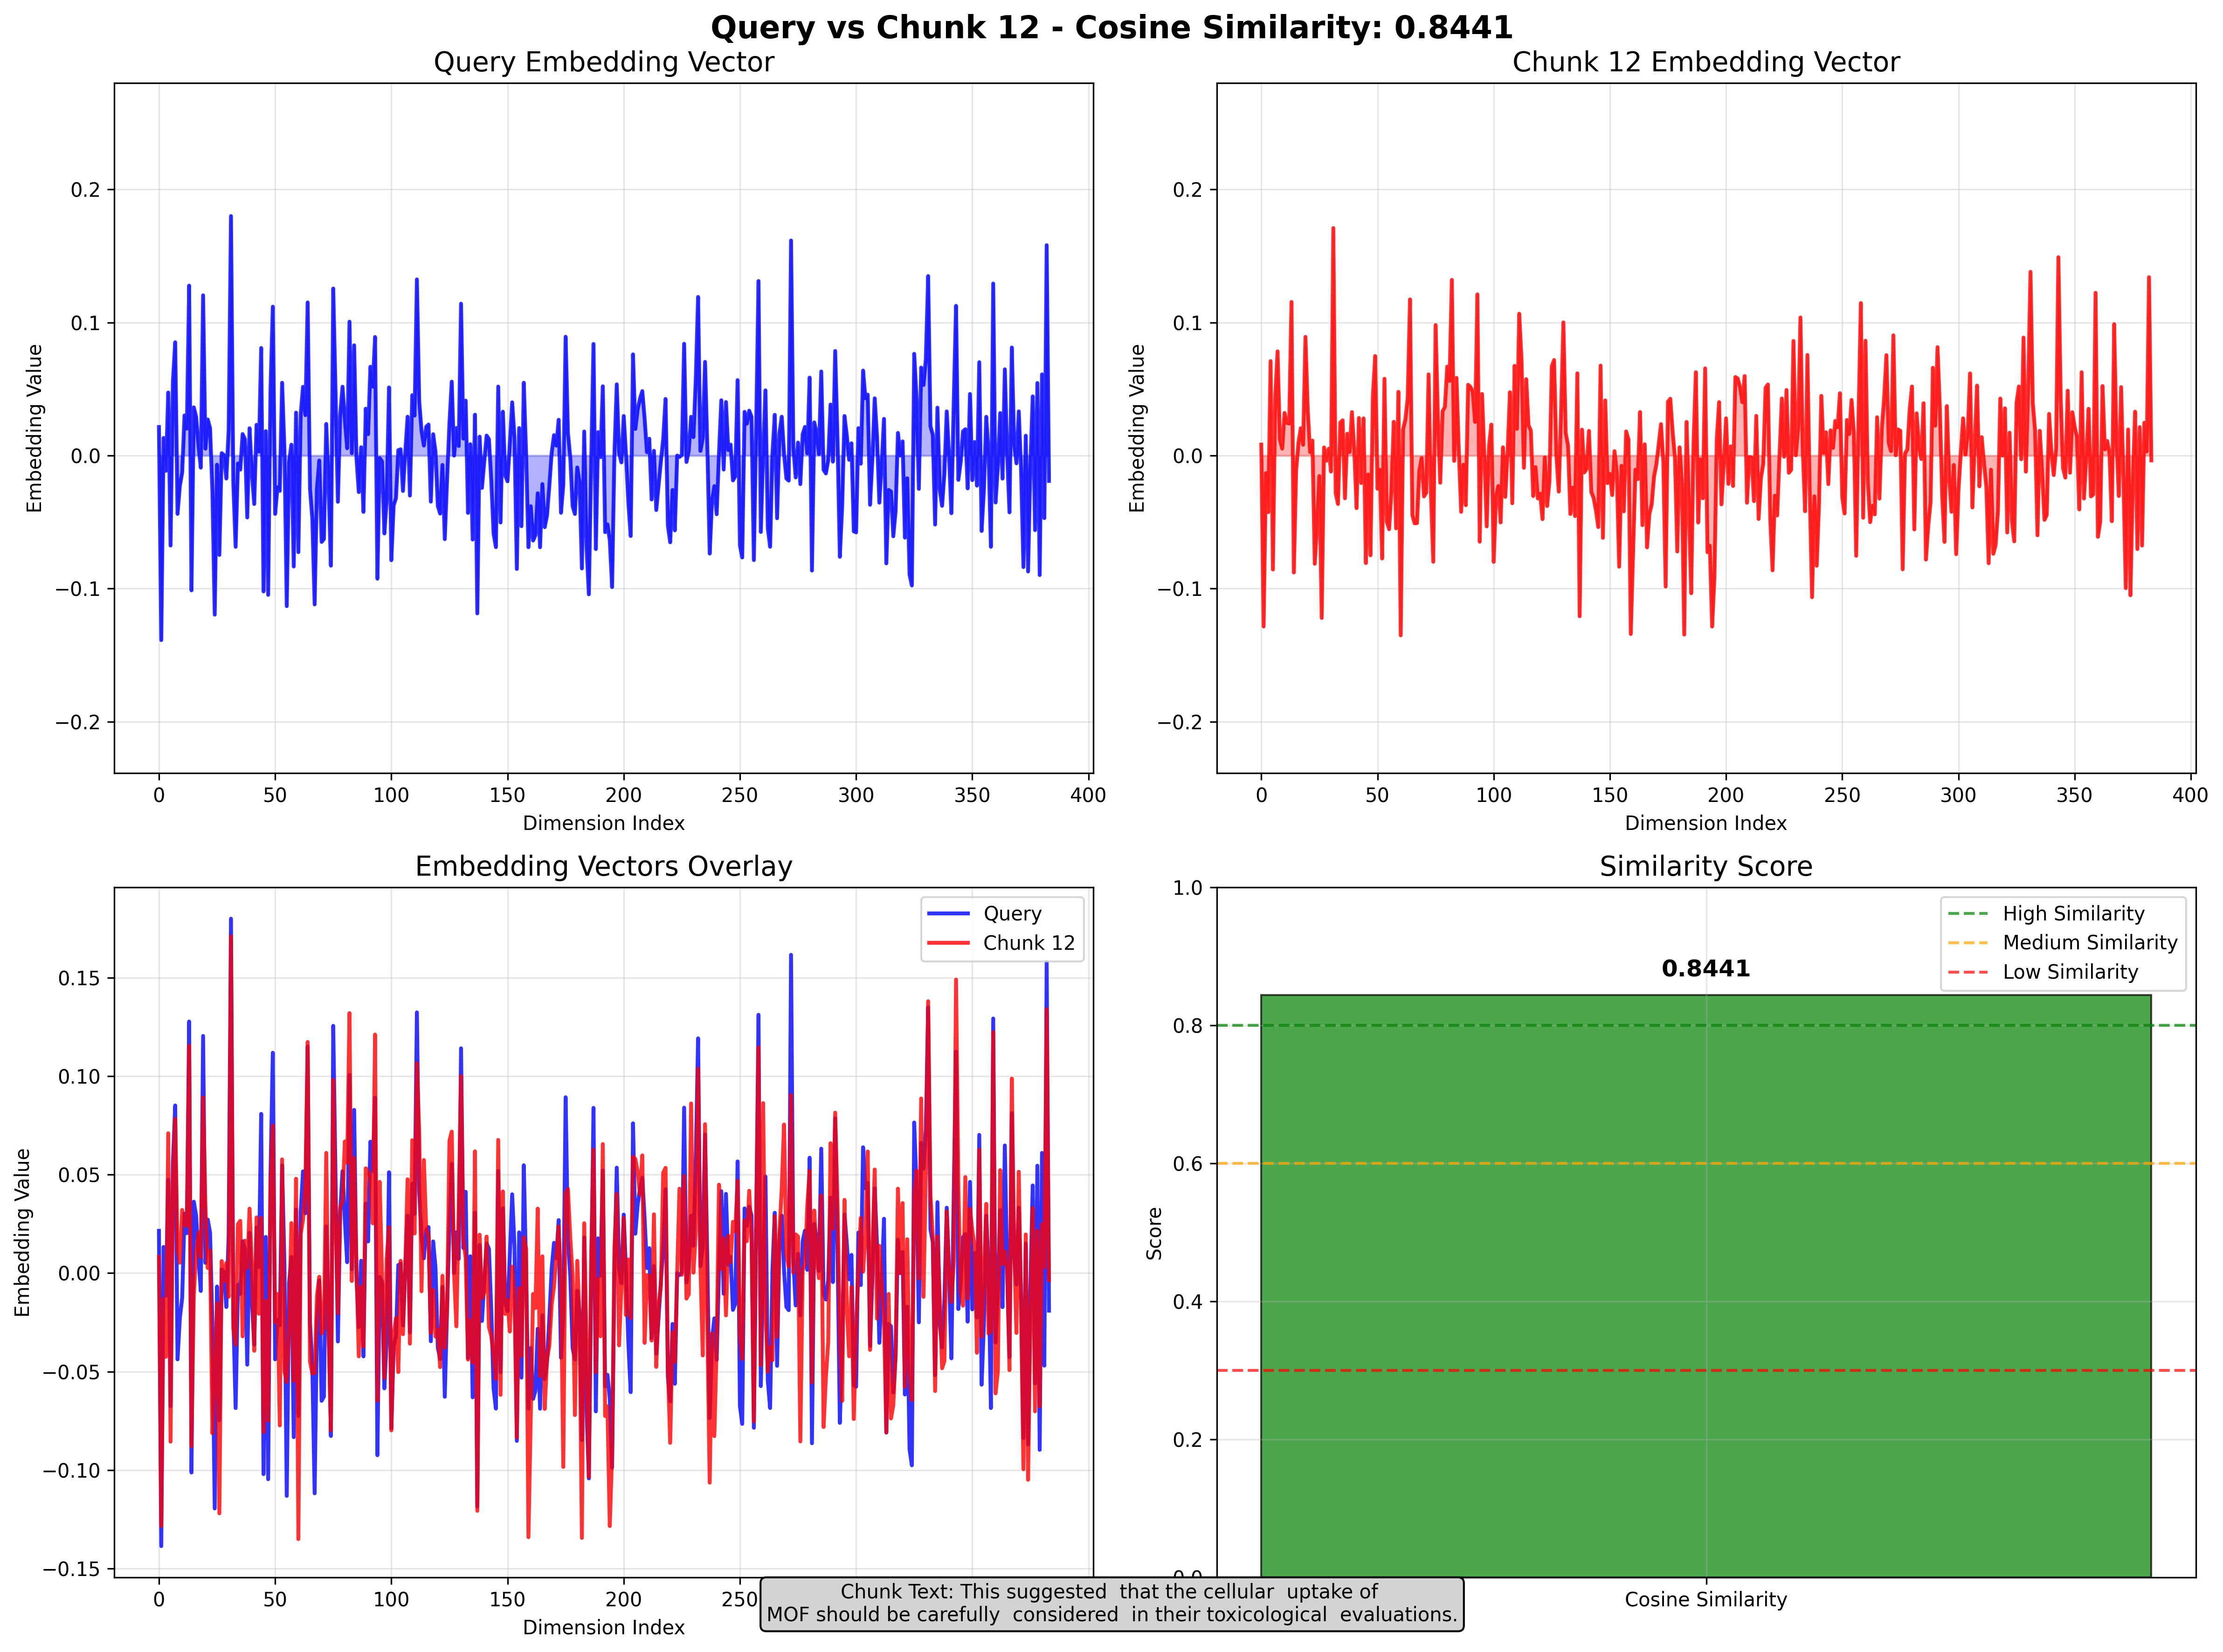 Query vs Chunk 12 - Cosine Similarity: 0.8441
Query Embedding Vector
Embedding Value
0.2
0.1
0.0
−0.1
−0.2
0 50 100 150 200 250 300 350 400
Dimension Index
Chunk 12 Embedding Vector
Embedding Value
0.2
0.1
0.0
−0.1
−0.2
0 50 100 150 200 250 300 350 400
Dimension Index
Embedding Vectors Overlay
Query
Chunk 12
Embedding Value
0.15
0.10
0.05
0.00
−0.05
−0.10
−0.15
0 50 100 150 200 250
Dimension Index
Similarity Score
High Similarity
Medium Similarity
Low Similarity
0.8441
Score
1.0
0.8
0.6
0.4
0.2
Cosine Similarity
Chunk Text: This suggested  that the cellular  uptake of
MOF should be carefully  considered  in their toxicological  evaluations.